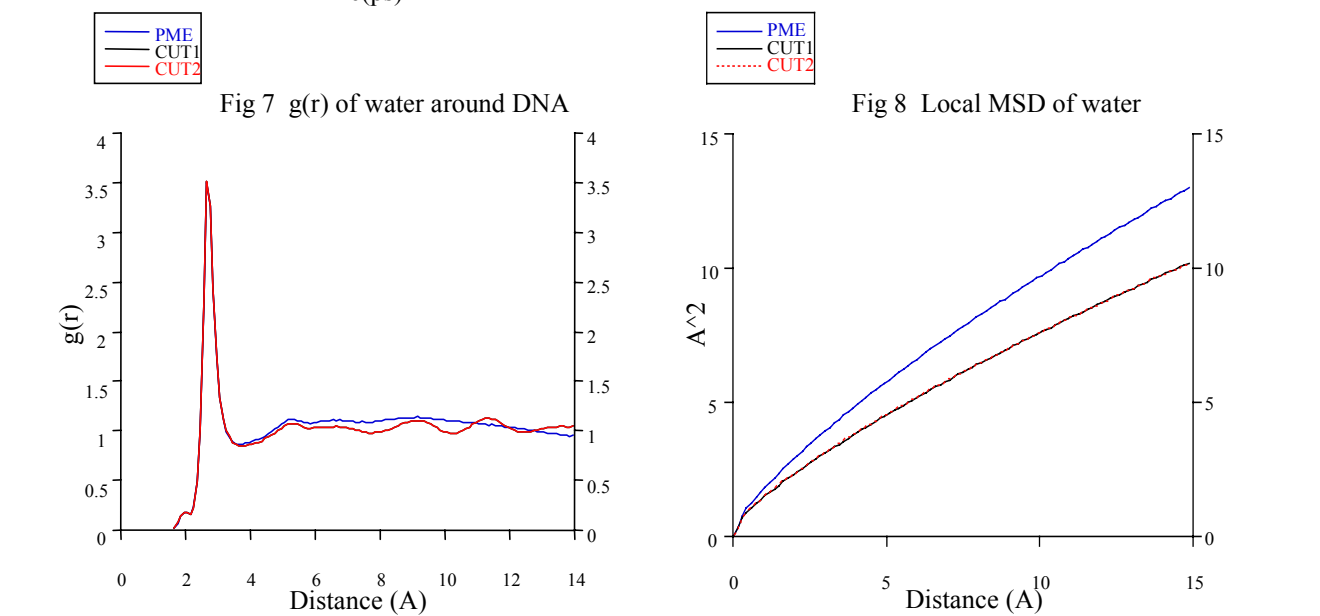 PME
CUT1
CUT2
Fig 7 g(r) of water around DNA
4
3.5
3
2.5
2
1.5
1
0.5
0
g(r)
4
3.5
3
2.5
2
1.5
1
0.5
0
0 2 4 6 8 10 12 14
Distance (A)
PME
CUT1
CUT2
Fig 8 Local MSD of water
15
10
5
0
A^2
15
10
5
0
0 5 10 15
Distance (A)